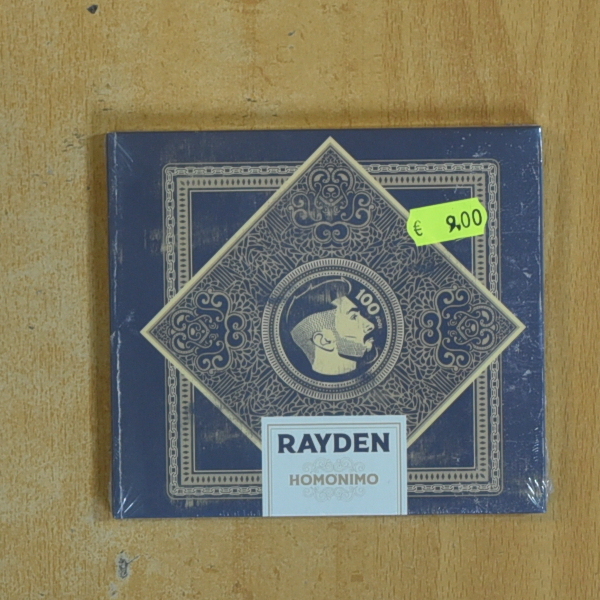 € 9,00
100
RAYDEN
HOMONIMO